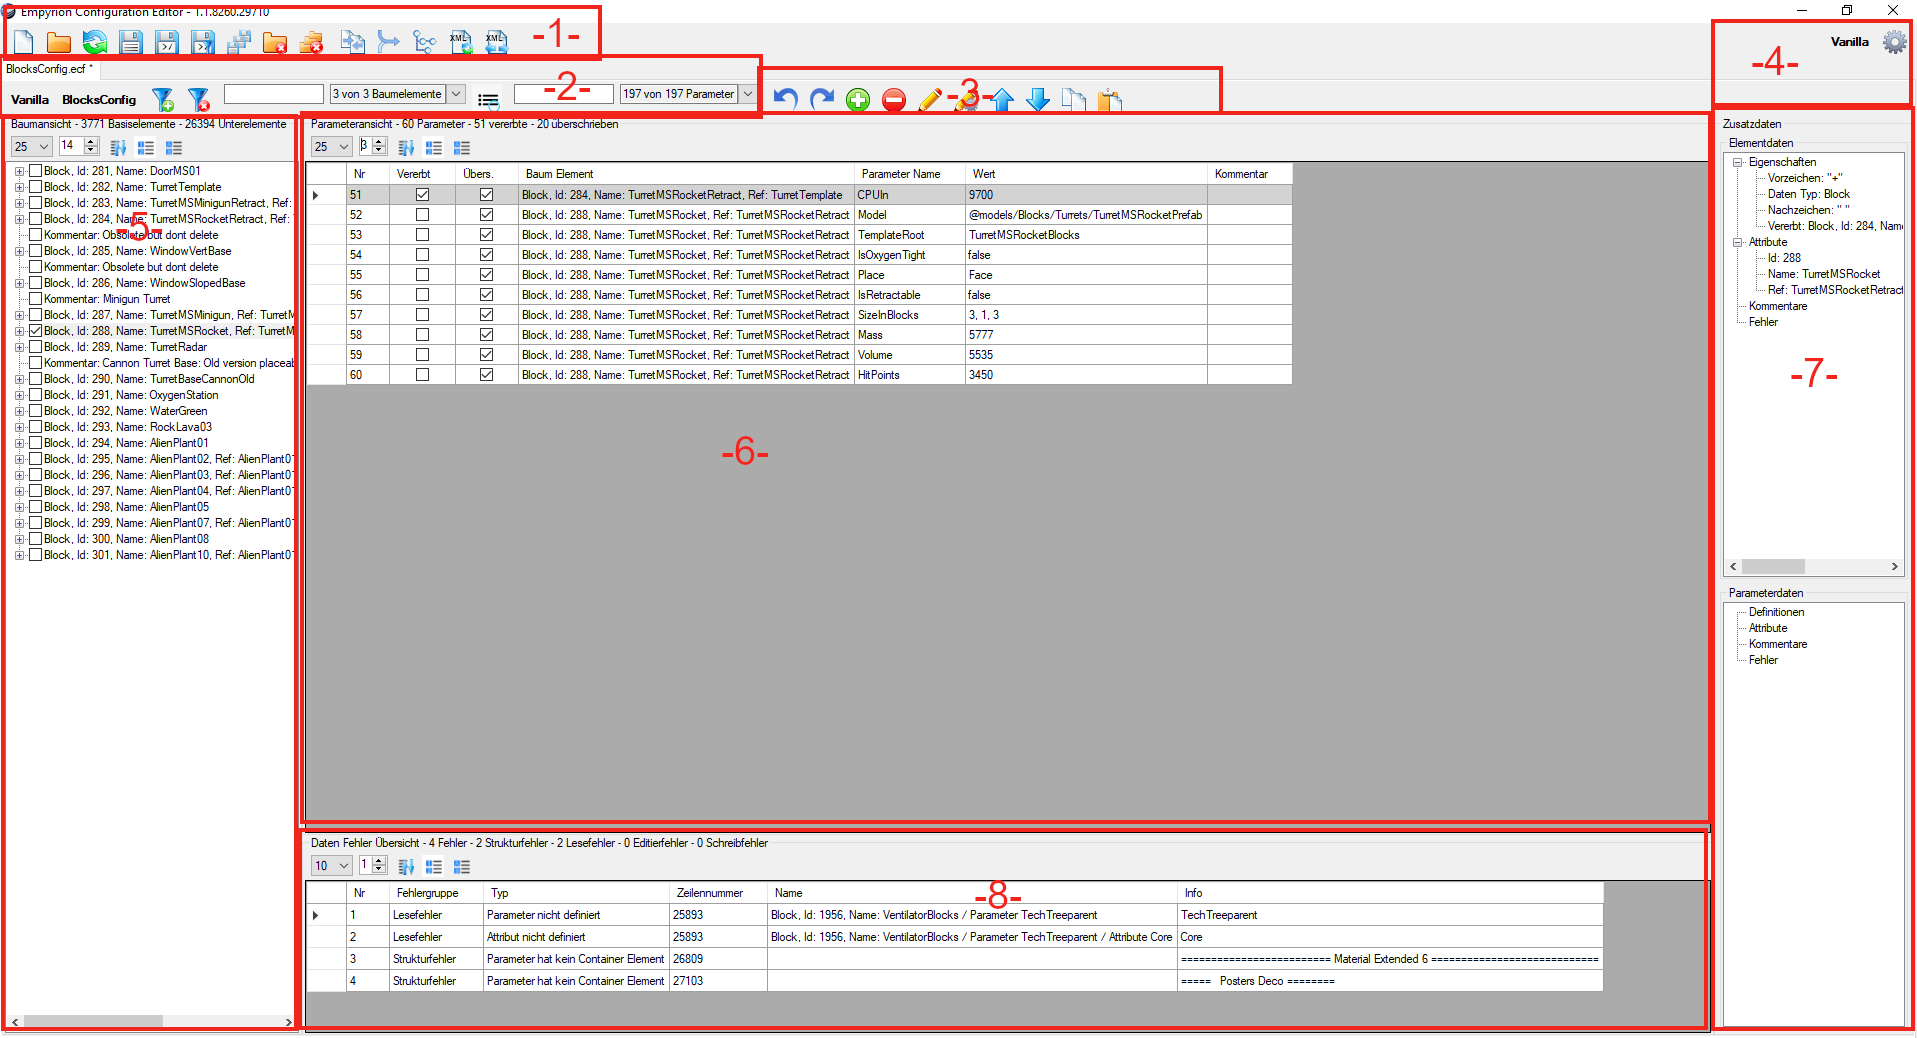 Empyrion Configuration Editor - 1.1.8260.29710
-1-
XML XML
Vanilla
-4-
BlocksConfig.ecf *
Vanilla BlocksConfig 3 von 3 Baumelemente -2- 197 von 197 Parameter -3-
Baumansicht - 3771 Basiselemente - 26394 Unterelemente
25 14
Block, Id: 281, Name: DoorMS01
Block, Id: 282, Name: TurretTemplate
Block, Id: 283, Name: TurretMSMinigunRetract, Ref:
Block, Id: 284, Name: TurretMSRocketRetract, Ref:
-5-
Kommentar: Obsolete but dont delete
Block, Id: 285, Name: WindowVertBase
Kommentar: Obsolete but dont delete
Block, Id: 286, Name: WindowSlopedBase
Kommentar: Minigun Turret
Block, Id: 287, Name: TurretMSMinigun, Ref: TurretM
Block, Id: 288, Name: TurretMSRocket, Ref: TurretM
Block, Id: 289, Name: TurretRadar
Kommentar: Cannon Turret Base: Old version placeab
Block, Id: 290, Name: TurretBaseCannonOld
Block, Id: 291, Name: OxygenStation
Block, Id: 292, Name: WaterGreen
Block, Id: 293, Name: RockLava03
Block, Id: 294, Name: AlienPlant01
Block, Id: 295, Name: AlienPlant02, Ref: AlienPlant01
Block, Id: 296, Name: AlienPlant03, Ref: AlienPlant01
Block, Id: 297, Name: AlienPlant04, Ref: AlienPlant01
Block, Id: 298, Name: AlienPlant05
Block, Id: 299, Name: AlienPlant07, Ref: AlienPlant01
Block, Id: 300, Name: AlienPlant08
Block, Id: 301, Name: AlienPlant10, Ref: AlienPlant01
Parameteransicht - 60 Parameter - 51 vererbte - 20 überschrieben
25 3
Nr Vererbt Übers. Baum Element Parameter Name Wert Kommentar
51 Block, Id: 284, Name: TurretMSRocketRetract, Ref: TurretTemplate CPUIn 9700
52 Block, Id: 288, Name: TurretMSRocket, Ref: TurretMSRocketRetract Model @models/Blocks/Turrets/TurretMSRocketPrefab
53 Block, Id: 288, Name: TurretMSRocket, Ref: TurretMSRocketRetract TemplateRoot TurretMSRocketBlocks
54 Block, Id: 288, Name: TurretMSRocket, Ref: TurretMSRocketRetract IsOxygenTight false
55 Block, Id: 288, Name: TurretMSRocket, Ref: TurretMSRocketRetract Place Face
56 Block, Id: 288, Name: TurretMSRocket, Ref: TurretMSRocketRetract IsRetractable false
57 Block, Id: 288, Name: TurretMSRocket, Ref: TurretMSRocketRetract SizeInBlocks 3, 1, 3
58 Block, Id: 288, Name: TurretMSRocket, Ref: TurretMSRocketRetract Mass 5777
59 Block, Id: 288, Name: TurretMSRocket, Ref: TurretMSRocketRetract Volume 5535
60 Block, Id: 288, Name: TurretMSRocket, Ref: TurretMSRocketRetract HitPoints 3450
-6-
Daten Fehler Übersicht - 4 Fehler - 2 Strukturfehler - 2 Lesefehler - 0 Editierfehler - 0 Schreibfehler
10 1
Nr Fehlergruppe Typ Zeilennummer Name Info
-8-
1 Lesefehler Parameter nicht definiert 25893 Block, Id: 1956, Name: VentilatorBlocks / Parameter TechTreeparent TechTreeparent
2 Lesefehler Attribut nicht definiert 25893 Block, Id: 1956, Name: VentilatorBlocks / Parameter TechTreeparent / Attribute Core Core
3 Strukturfehler Parameter hat kein Container Element 26809 ========================= Material Extended 6 ============================
4 Strukturfehler Parameter hat kein Container Element 27103 ===== Posters Deco ========
Zusatzdaten
Elementdaten
Eigenschaften
Vorzeichen: "+"
Daten Typ: Block
Nachzeichen: " "
Vererbt: Block, Id: 284, Name
Attribute
Id: 288
Name: TurretMSRocket
Ref: TurretMSRocketRetract
Kommentare
Fehler
-7-
Parameterdaten
Definitionen
Attribute
Kommentare
Fehler